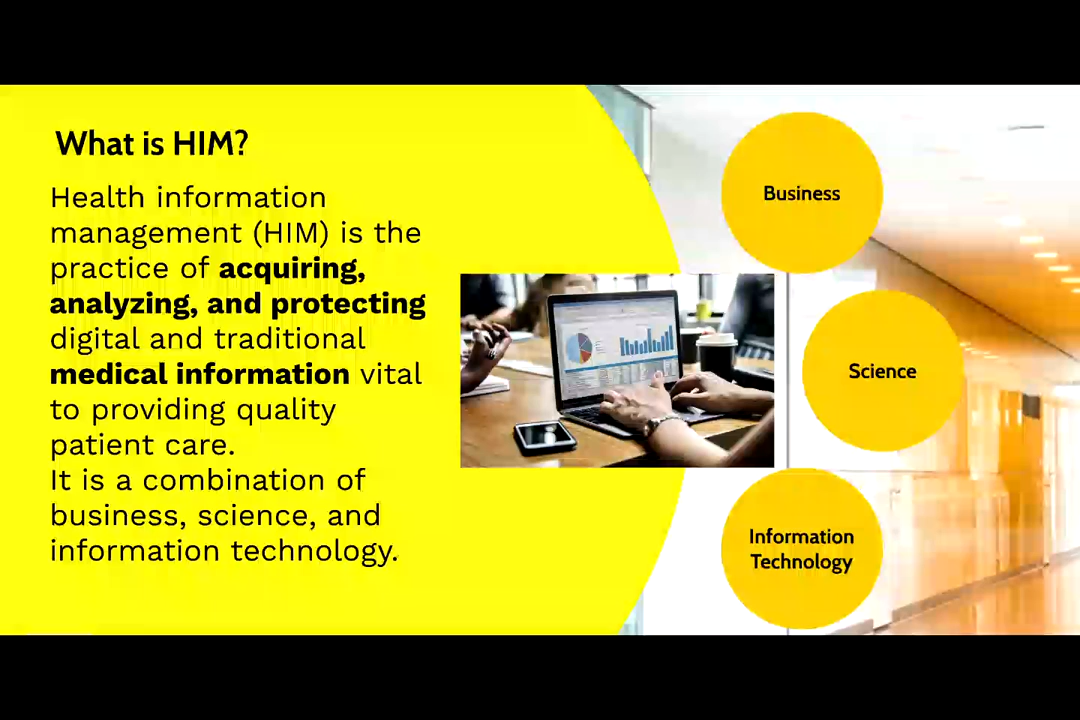 What is HIM?
Health information
management (HIM) is the
practice of acquiring,
analyzing, and protecting
digital and traditional
medical information vital
to providing quality
patient care.
It is a combination of
business, science, and
information technology.
Business
Science
Information
Technology